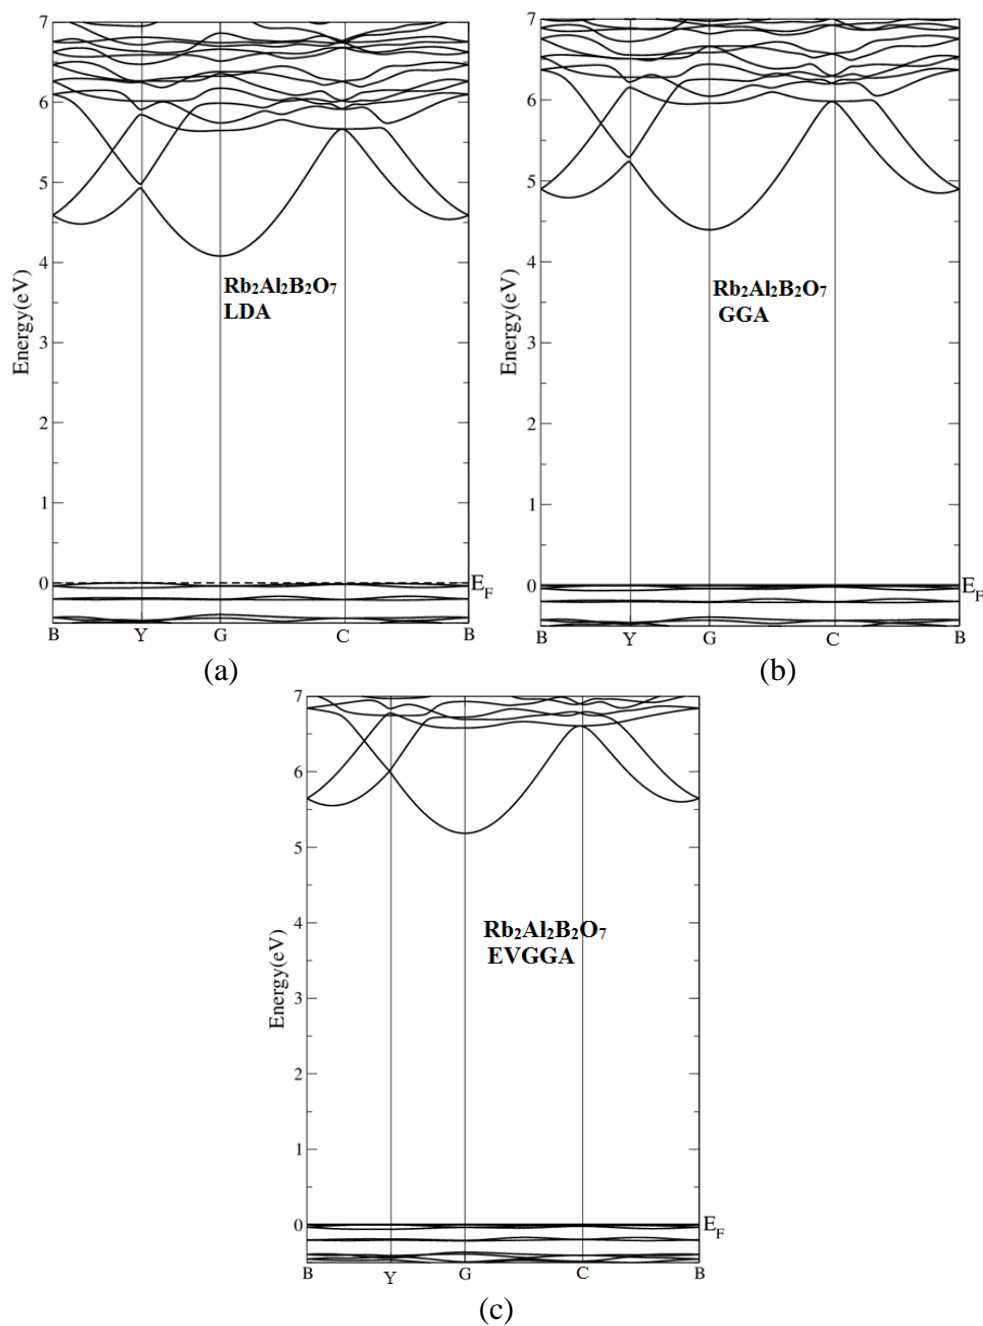 7
6
5
4
3
2
1
0
Energy(eV)
Rb₂Al₂B₂O₇
LDA
E_F
B Y G C B
(a)
7
6
5
4
3
2
1
0
Energy(eV)
Rb₂Al₂B₂O₇
GGA
E_F
B Y G C B
(b)
7
6
5
4
3
2
1
0
Energy(eV)
Rb₂Al₂B₂O₇
EVGGA
E_F
B Y G C B
(c)